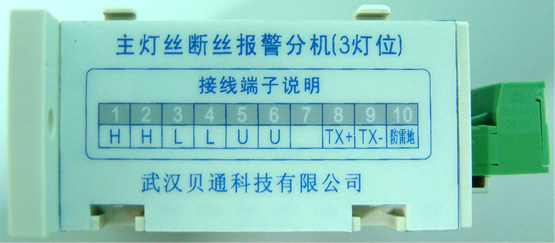 主灯丝断丝报警分机(3灯位)
接线端子说明
1 2 3 4 5 6 7 8 9 10
H H L L U U TX+ TX- 防雷地
武汉贝通科技有限公司